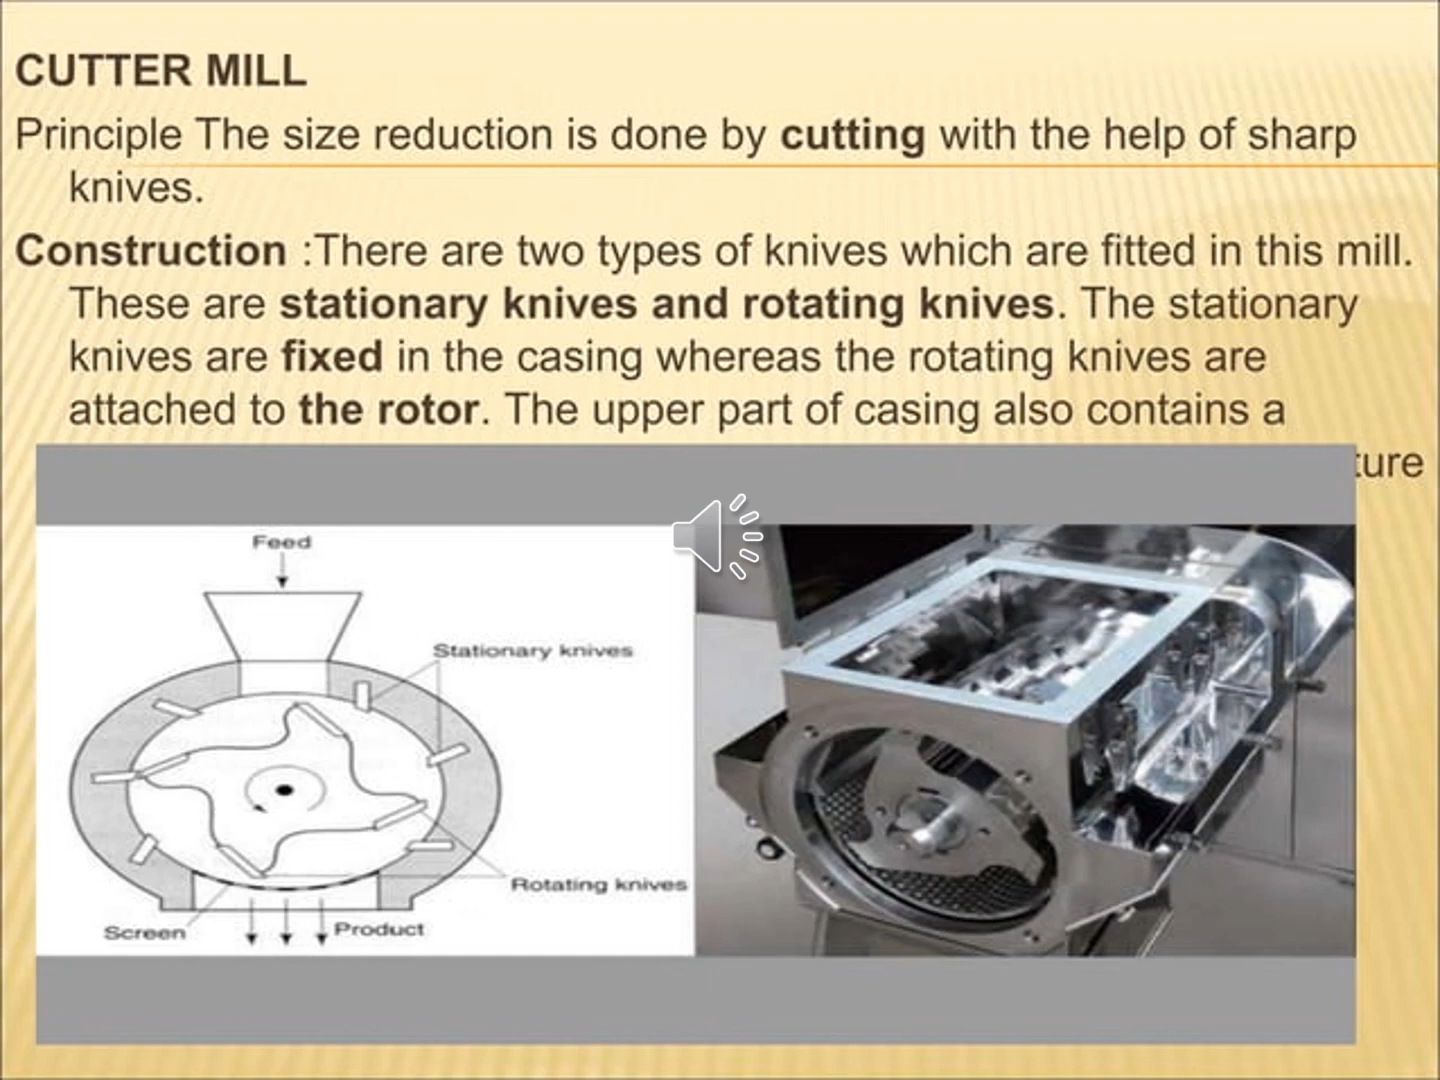 CUTTER MILL
Principle The size reduction is done by cutting with the help of sharp
knives.
Construction :There are two types of knives which are fitted in this mill.
These are stationary knives and rotating knives. The stationary
knives are fixed in the casing whereas the rotating knives are
attached to the rotor. The upper part of casing also contains a
Feed
Stationary knives
Rotating knives
Screen
Product